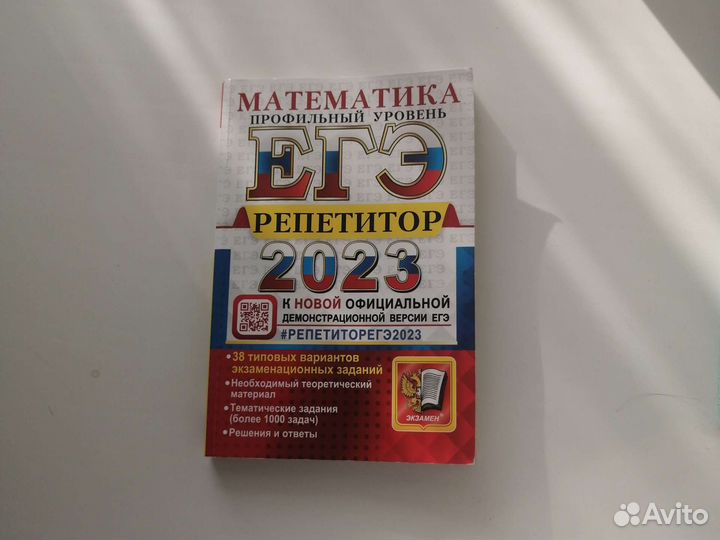 МАТЕМАТИКА
ПРОФИЛЬНЫЙ УРОВЕНЬ
ЕГЭ
РЕПЕТИТОР
2023
К НОВОЙ ОФИЦИАЛЬНОЙ
ДЕМОНСТРАЦИОННОЙ ВЕРСИИ ЕГЭ
#РЕПЕТИТОРЕГЭ2023
• 38 типовых вариантов
экзаменационных заданий
• Необходимый теоретический
материал
• Тематические задания
(более 1000 задач)
• Решения и ответы
ЭКЗАМЕН®
Avito